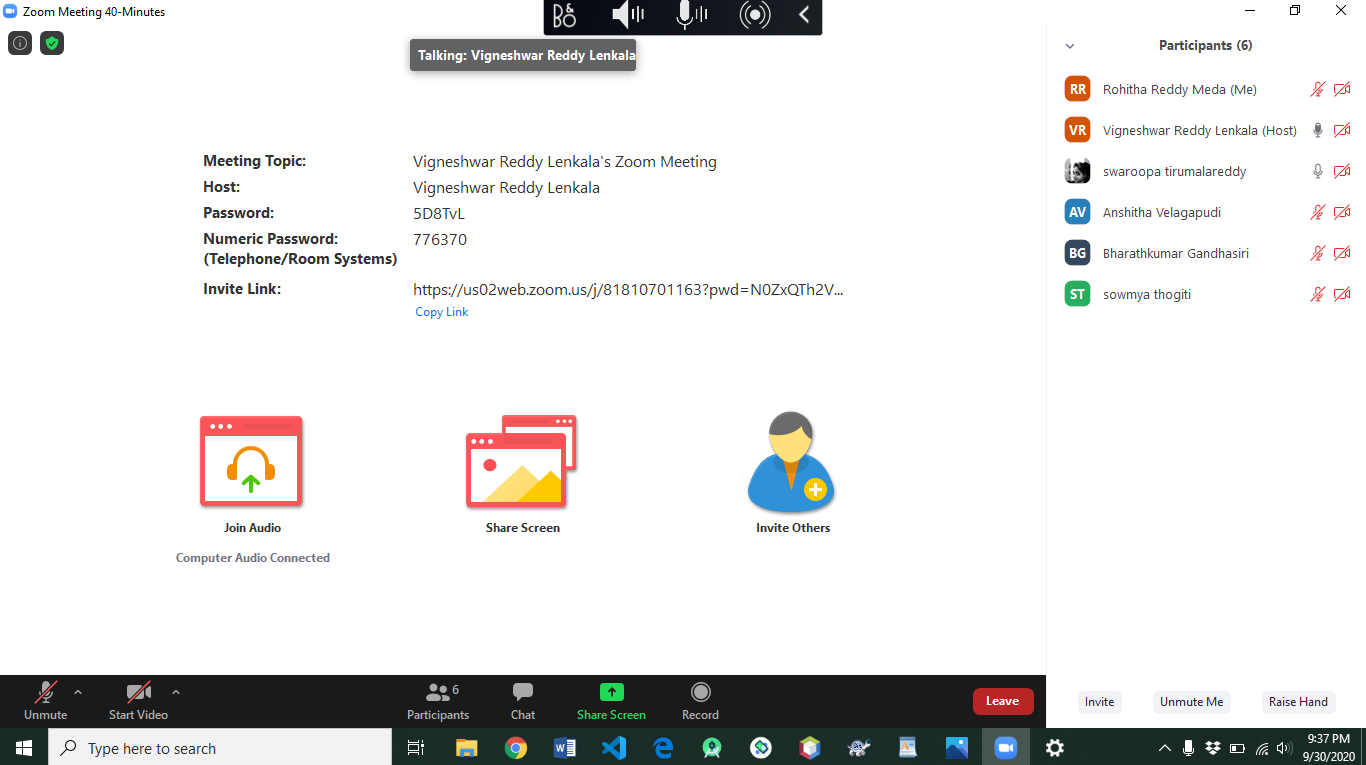 Zoom Meeting 40-Minutes
B&O
Talking: Vigneshwar Reddy Lenkala
Meeting Topic: Vigneshwar Reddy Lenkala's Zoom Meeting
Host: Vigneshwar Reddy Lenkala
Password: 5D8TvL
Numeric Password: 776370
(Telephone/Room Systems)
Invite Link: https://us02web.zoom.us/j/81810701163?pwd=N0ZxQTh2V...
Copy Link
Join Audio
Share Screen
Invite Others
Computer Audio Connected
Participants (6)
RR Rohitha Reddy Meda (Me)
VR Vigneshwar Reddy Lenkala (Host)
swaroopa tirumalareddy
AV Anshitha Velagapudi
BG Bharathkumar Gandhasiri
ST sowmya thogiti
Invite
Unmute Me
Raise Hand
Unmute
Start Video
6
Participants
Chat
Share Screen
Record
Leave
Type here to search
9:37 PM
9/30/2020